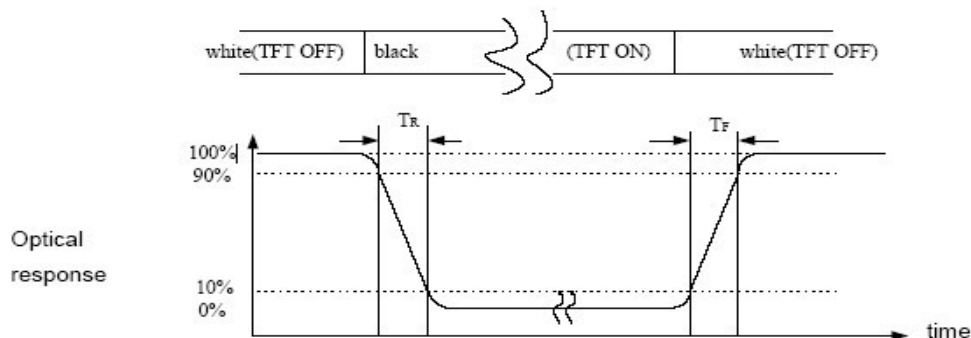 white(TFT OFF) black (TFT ON) white(TFT OFF)
TR TF
100%
90%
Optical
response
10%
0%
time